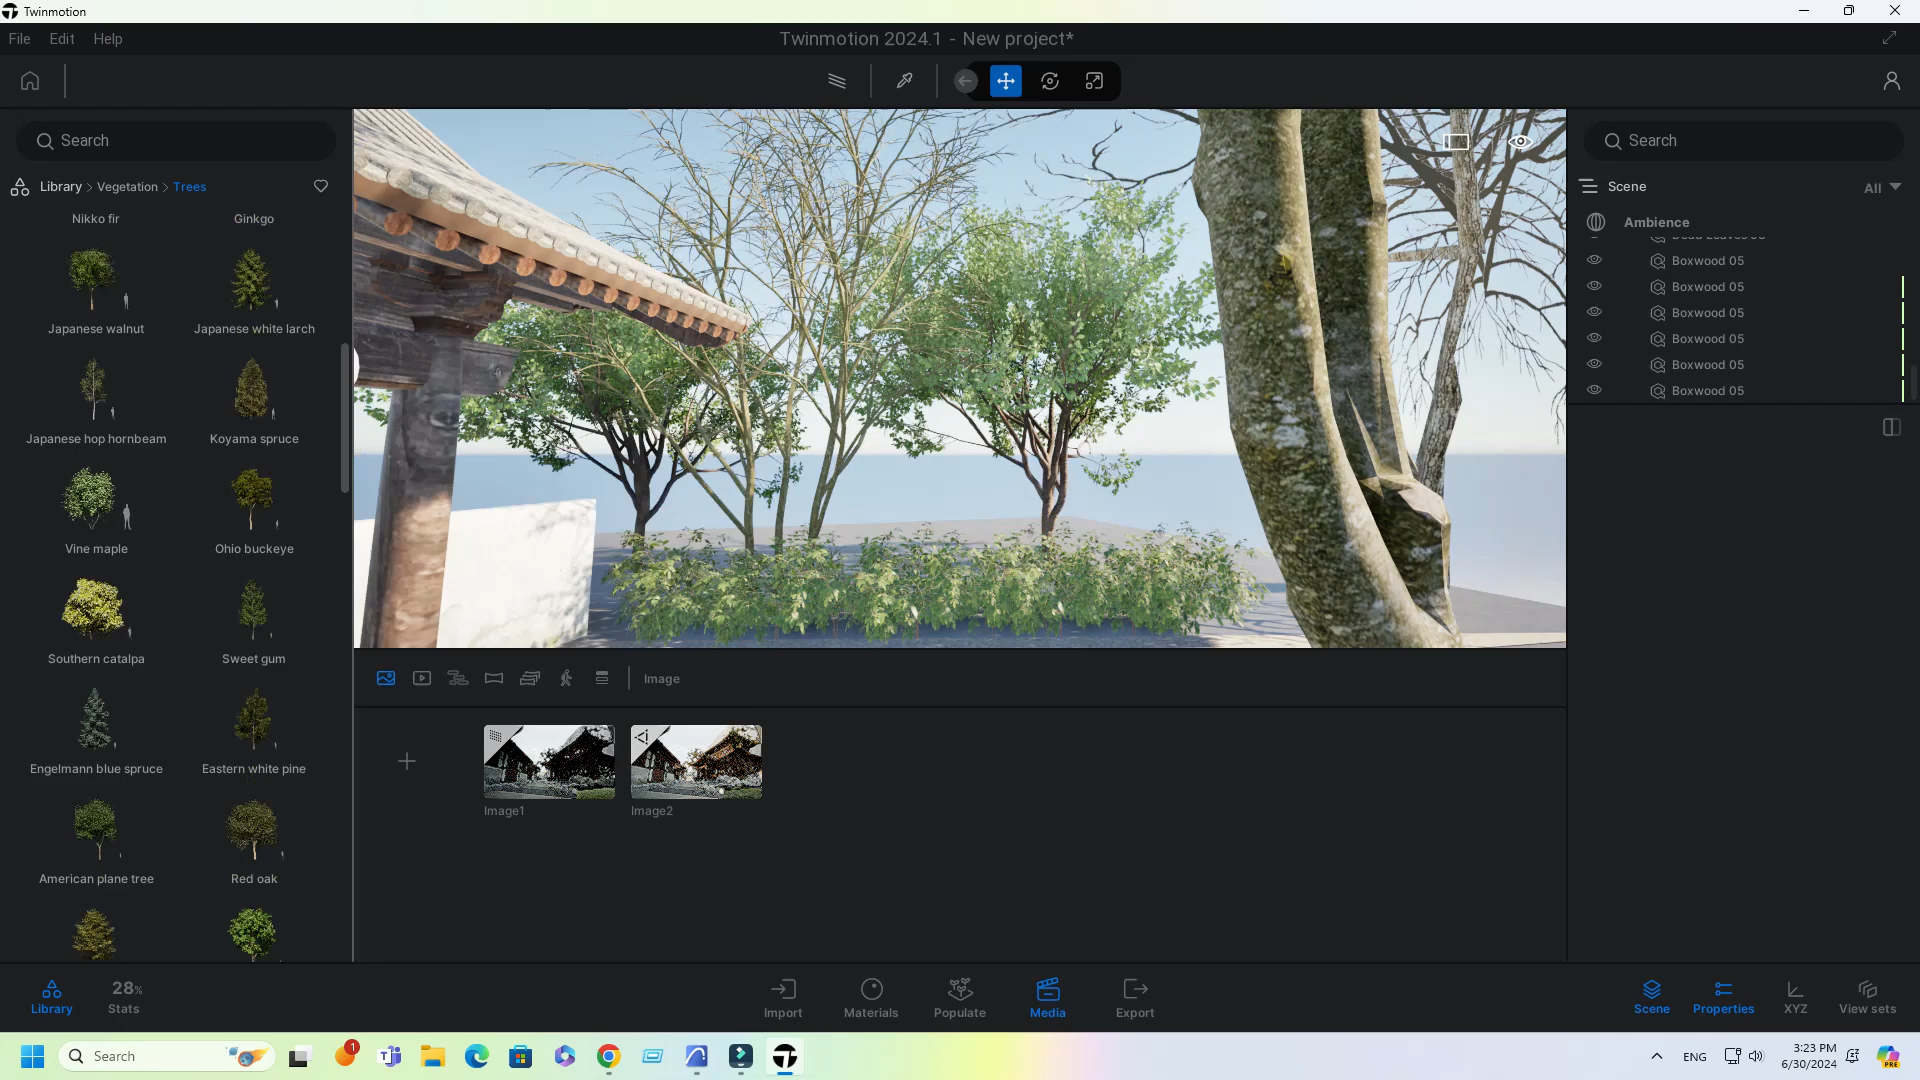 Twinmotion
File Edit Help
Twinmotion 2024.1 - New project*
Search
Library > Vegetation > Trees
Nikko fir Ginkgo
Japanese walnut Japanese white larch
Japanese hop hornbeam Koyama spruce
Vine maple Ohio buckeye
Southern catalpa Sweet gum
Engelmann blue spruce Eastern white pine
American plane tree Red oak
Search
Scene All
Ambience
Boxwood 05
Boxwood 05
Boxwood 05
Boxwood 05
Boxwood 05
Boxwood 05
Image
Image1 Image2
Library 28% Stats
Import Materials Populate Media Export
Scene Properties XYZ View sets
Search
1
ENG
3:23 PM
6/30/2024
PRE